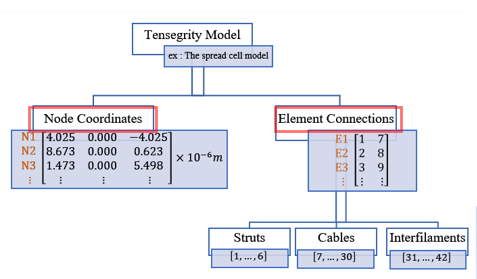 Tensegrity Model
ex : The spread cell model
Node Coordinates
N1 [4.025 0.000 −4.025]
N2 8.673 0.000 0.623
N3 1.473 0.000 5.498
⋮ ⋮ ⋮ ⋮
× 10⁻⁶m
Element Connections
E1 [1 7]
E2 2 8
E3 3 9
⋮ ⋮ ⋮
Struts
[1, … , 6]
Cables
[7, … , 30]
Interfilaments
[31, … , 42]